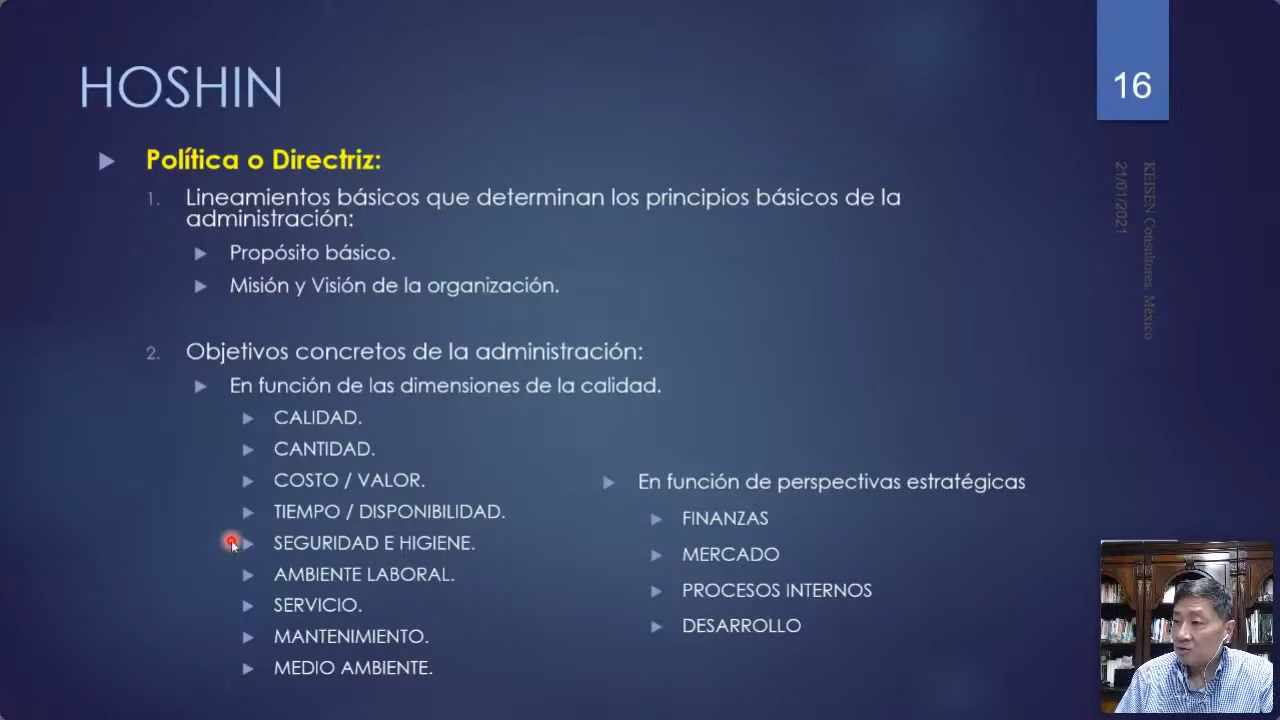 HOSHIN
16
Política o Directriz:
1. Lineamientos básicos que determinan los principios básicos de la
administración:
Propósito básico.
Misión y Visión de la organización.
2. Objetivos concretos de la administración:
En función de las dimensiones de la calidad.
CALIDAD.
CANTIDAD.
COSTO / VALOR.
TIEMPO / DISPONIBILIDAD.
SEGURIDAD E HIGIENE.
AMBIENTE LABORAL.
SERVICIO.
MANTENIMIENTO.
MEDIO AMBIENTE.
En función de perspectivas estratégicas
FINANZAS
MERCADO
PROCESOS INTERNOS
DESARROLLO
KEISEN Consultores, México
21/01/2021